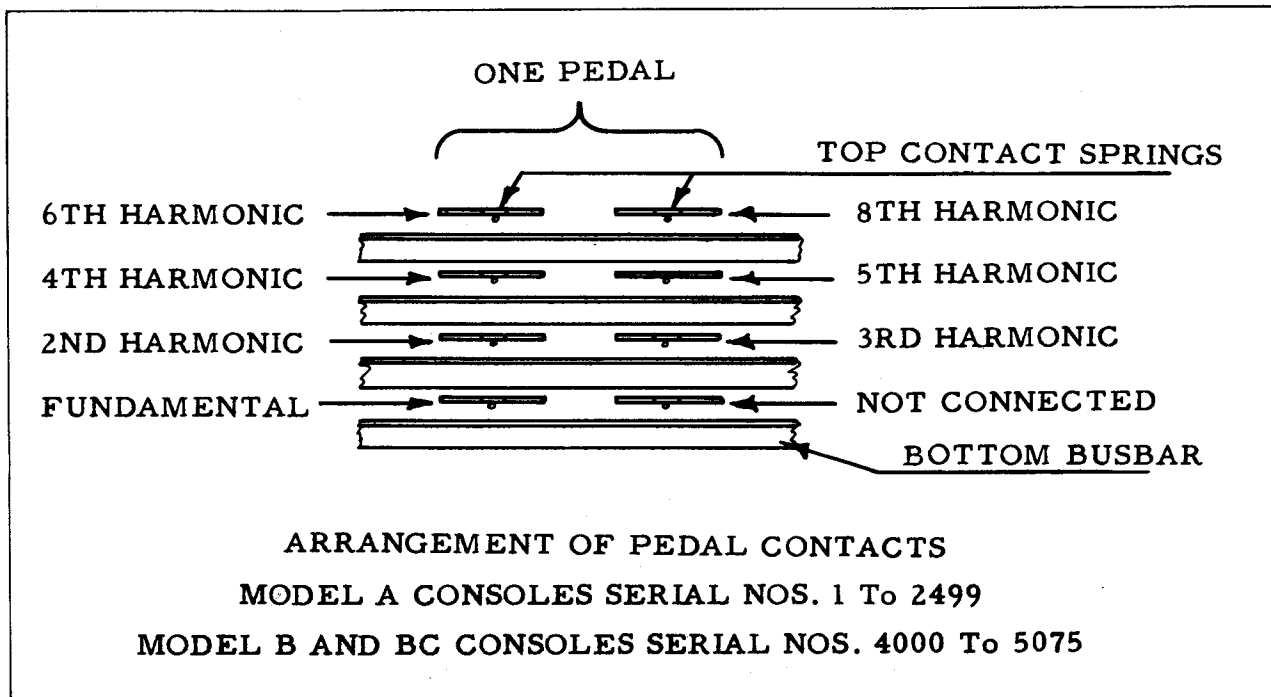 ONE PEDAL
TOP CONTACT SPRINGS
6TH HARMONIC
8TH HARMONIC
4TH HARMONIC
5TH HARMONIC
2ND HARMONIC
3RD HARMONIC
FUNDAMENTAL
NOT CONNECTED
BOTTOM BUSBAR
ARRANGEMENT OF PEDAL CONTACTS
MODEL A CONSOLES SERIAL NOS. 1 To 2499
MODEL B AND BC CONSOLES SERIAL NOS. 4000 To 5075